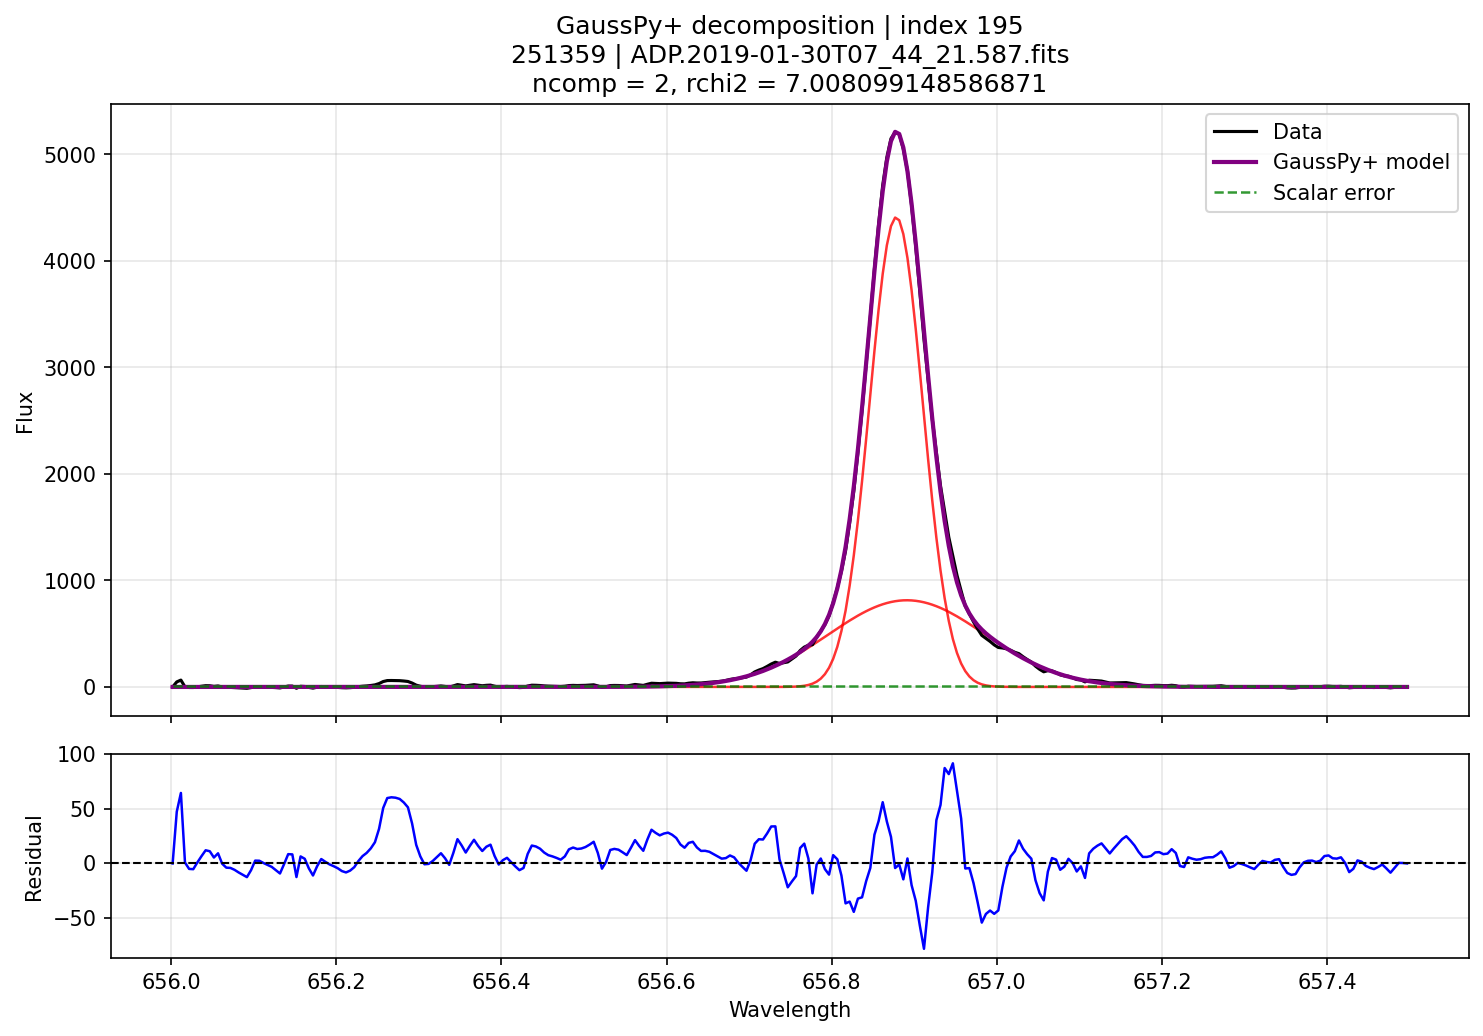 GaussPy+ decomposition | index 195
251359 | ADP.2019-01-30T07_44_21.587.fits
ncomp = 2, rchi2 = 7.008099148586871
Data
GaussPy+ model
Scalar error
5000
4000
3000
2000
1000
0
Flux
100
50
0
−50
Residual
656.0
656.2
656.4
656.6
656.8
657.0
657.2
657.4
Wavelength